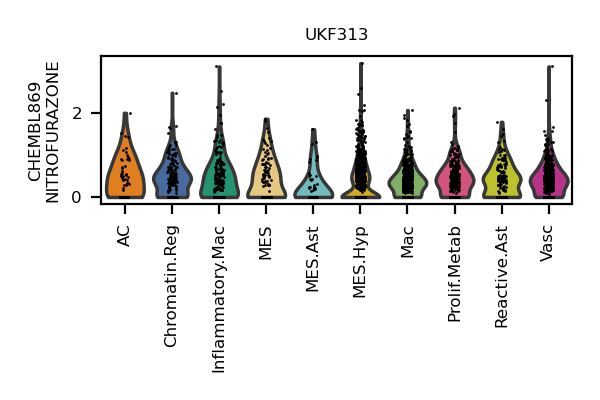 UKF313
CHEMBL869
NITROFURAZONE
2
0
AC
Chromatin.Reg
Inflammatory.Mac
MES
MES.Ast
MES.Hyp
Mac
Prolif.Metab
Reactive.Ast
Vasc